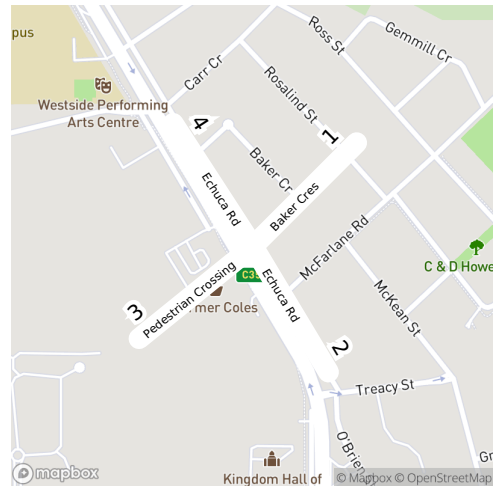 pus
Ross St
Gemmill Cr
Carr Cr
Rosalind St
Westside Performing
Arts Centre
4
1
Baker Cr
Echuca Rd
Baker Cres
McFarlane Rd
C & D Howe
Pedestrian Crossing
Echuca Rd
3
mer Coles
McKean St
2
Treacy St
O'Brien
Gr
Kingdom Hall of
mapbox
© Mapbox © OpenStreetMap